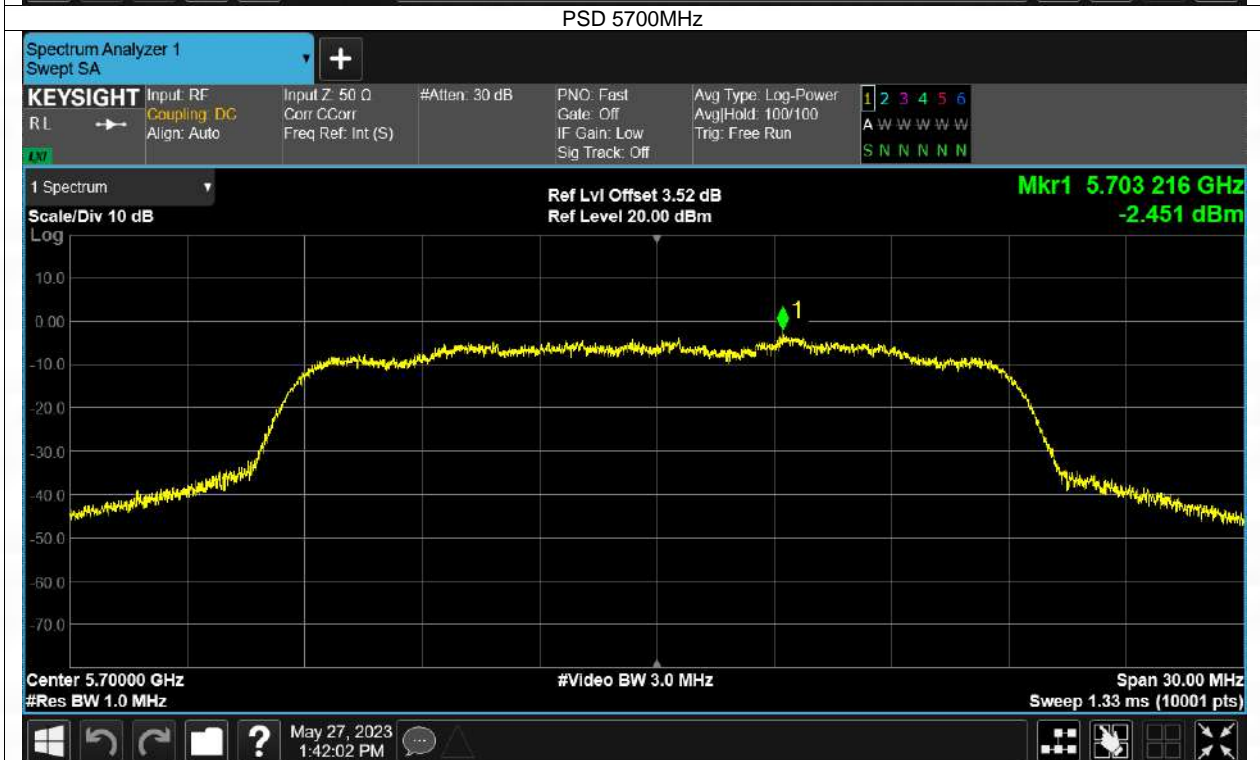 PSD 5700MHz
Spectrum Analyzer 1
Swept SA
+
KEYSIGHT Input: RF Input Z: 50 Ω #Atten: 30 dB PNO: Fast Avg Type: Log-Power 1 2 3 4 5 6
RL Coupling: DC Corr CCorr Gate: Off Avg|Hold: 100/100 A W W W W W
Align: Auto Freq Ref: Int (S) IF Gain: Low Trig: Free Run
LXI Sig Track: Off S N N N N N
1 Spectrum Ref Lvl Offset 3.52 dB Mkr1 5.703 216 GHz
Scale/Div 10 dB Ref Level 20.00 dBm -2.451 dBm
Log
10.0
1
0.00
-10.0
-20.0
-30.0
-40.0
-50.0
-60.0
-70.0
Center 5.70000 GHz #Video BW 3.0 MHz Span 30.00 MHz
#Res BW 1.0 MHz Sweep 1.33 ms (10001 pts)
? May 27, 2023
1:42:02 PM